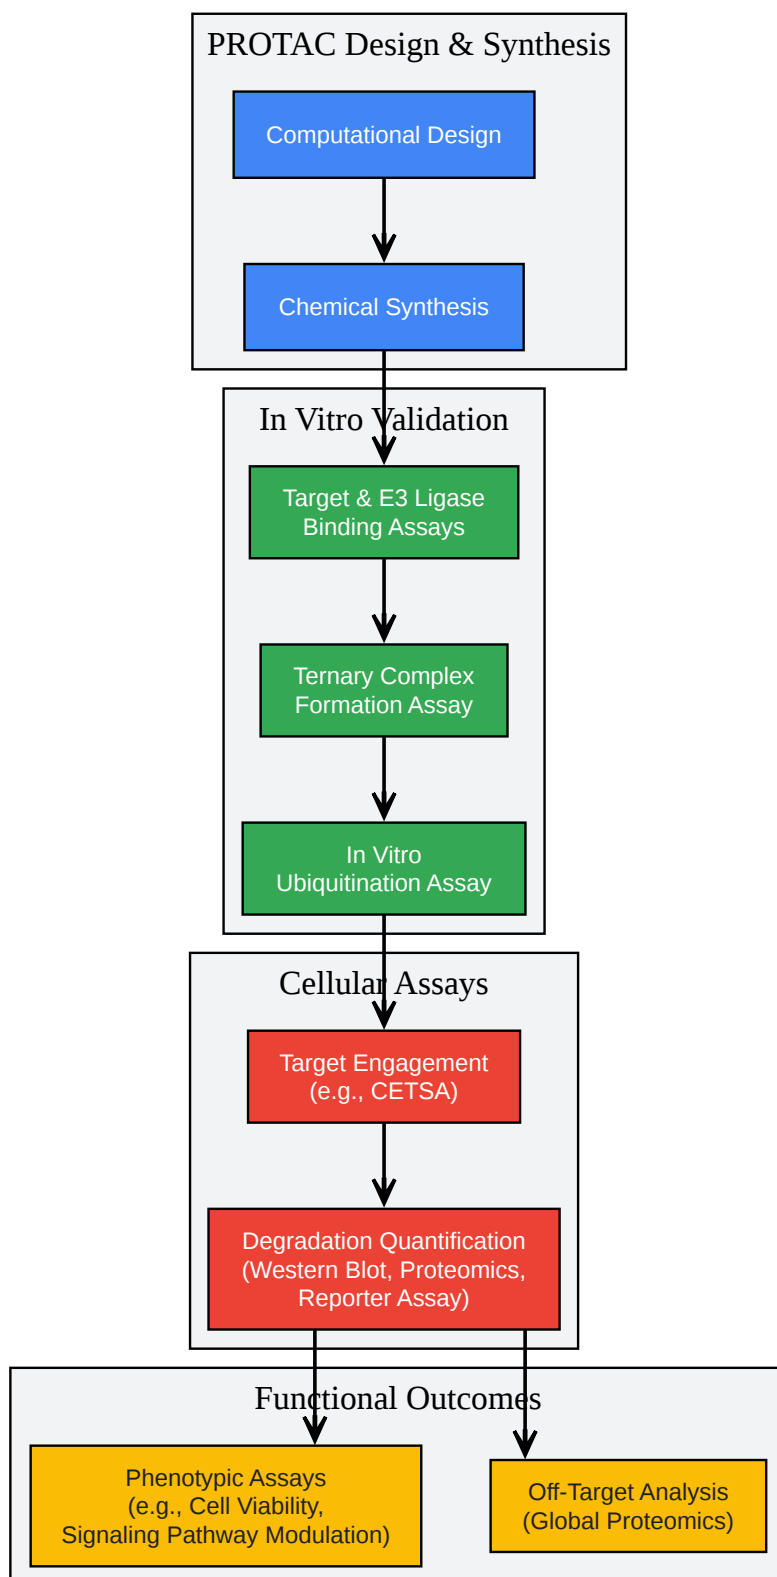 PROTAC Design & Synthesis
Computational Design
Chemical Synthesis
In Vitro Validation
Target & E3 Ligase
Binding Assays
Ternary Complex
Formation Assay
In Vitro
Ubiquitination Assay
Cellular Assays
Target Engagement
(e.g., CETSA)
Degradation Quantification
(Western Blot, Proteomics,
Reporter Assay)
Functional Outcomes
Phenotypic Assays
(e.g., Cell Viability,
Signaling Pathway Modulation)
Off-Target Analysis
(Global Proteomics)